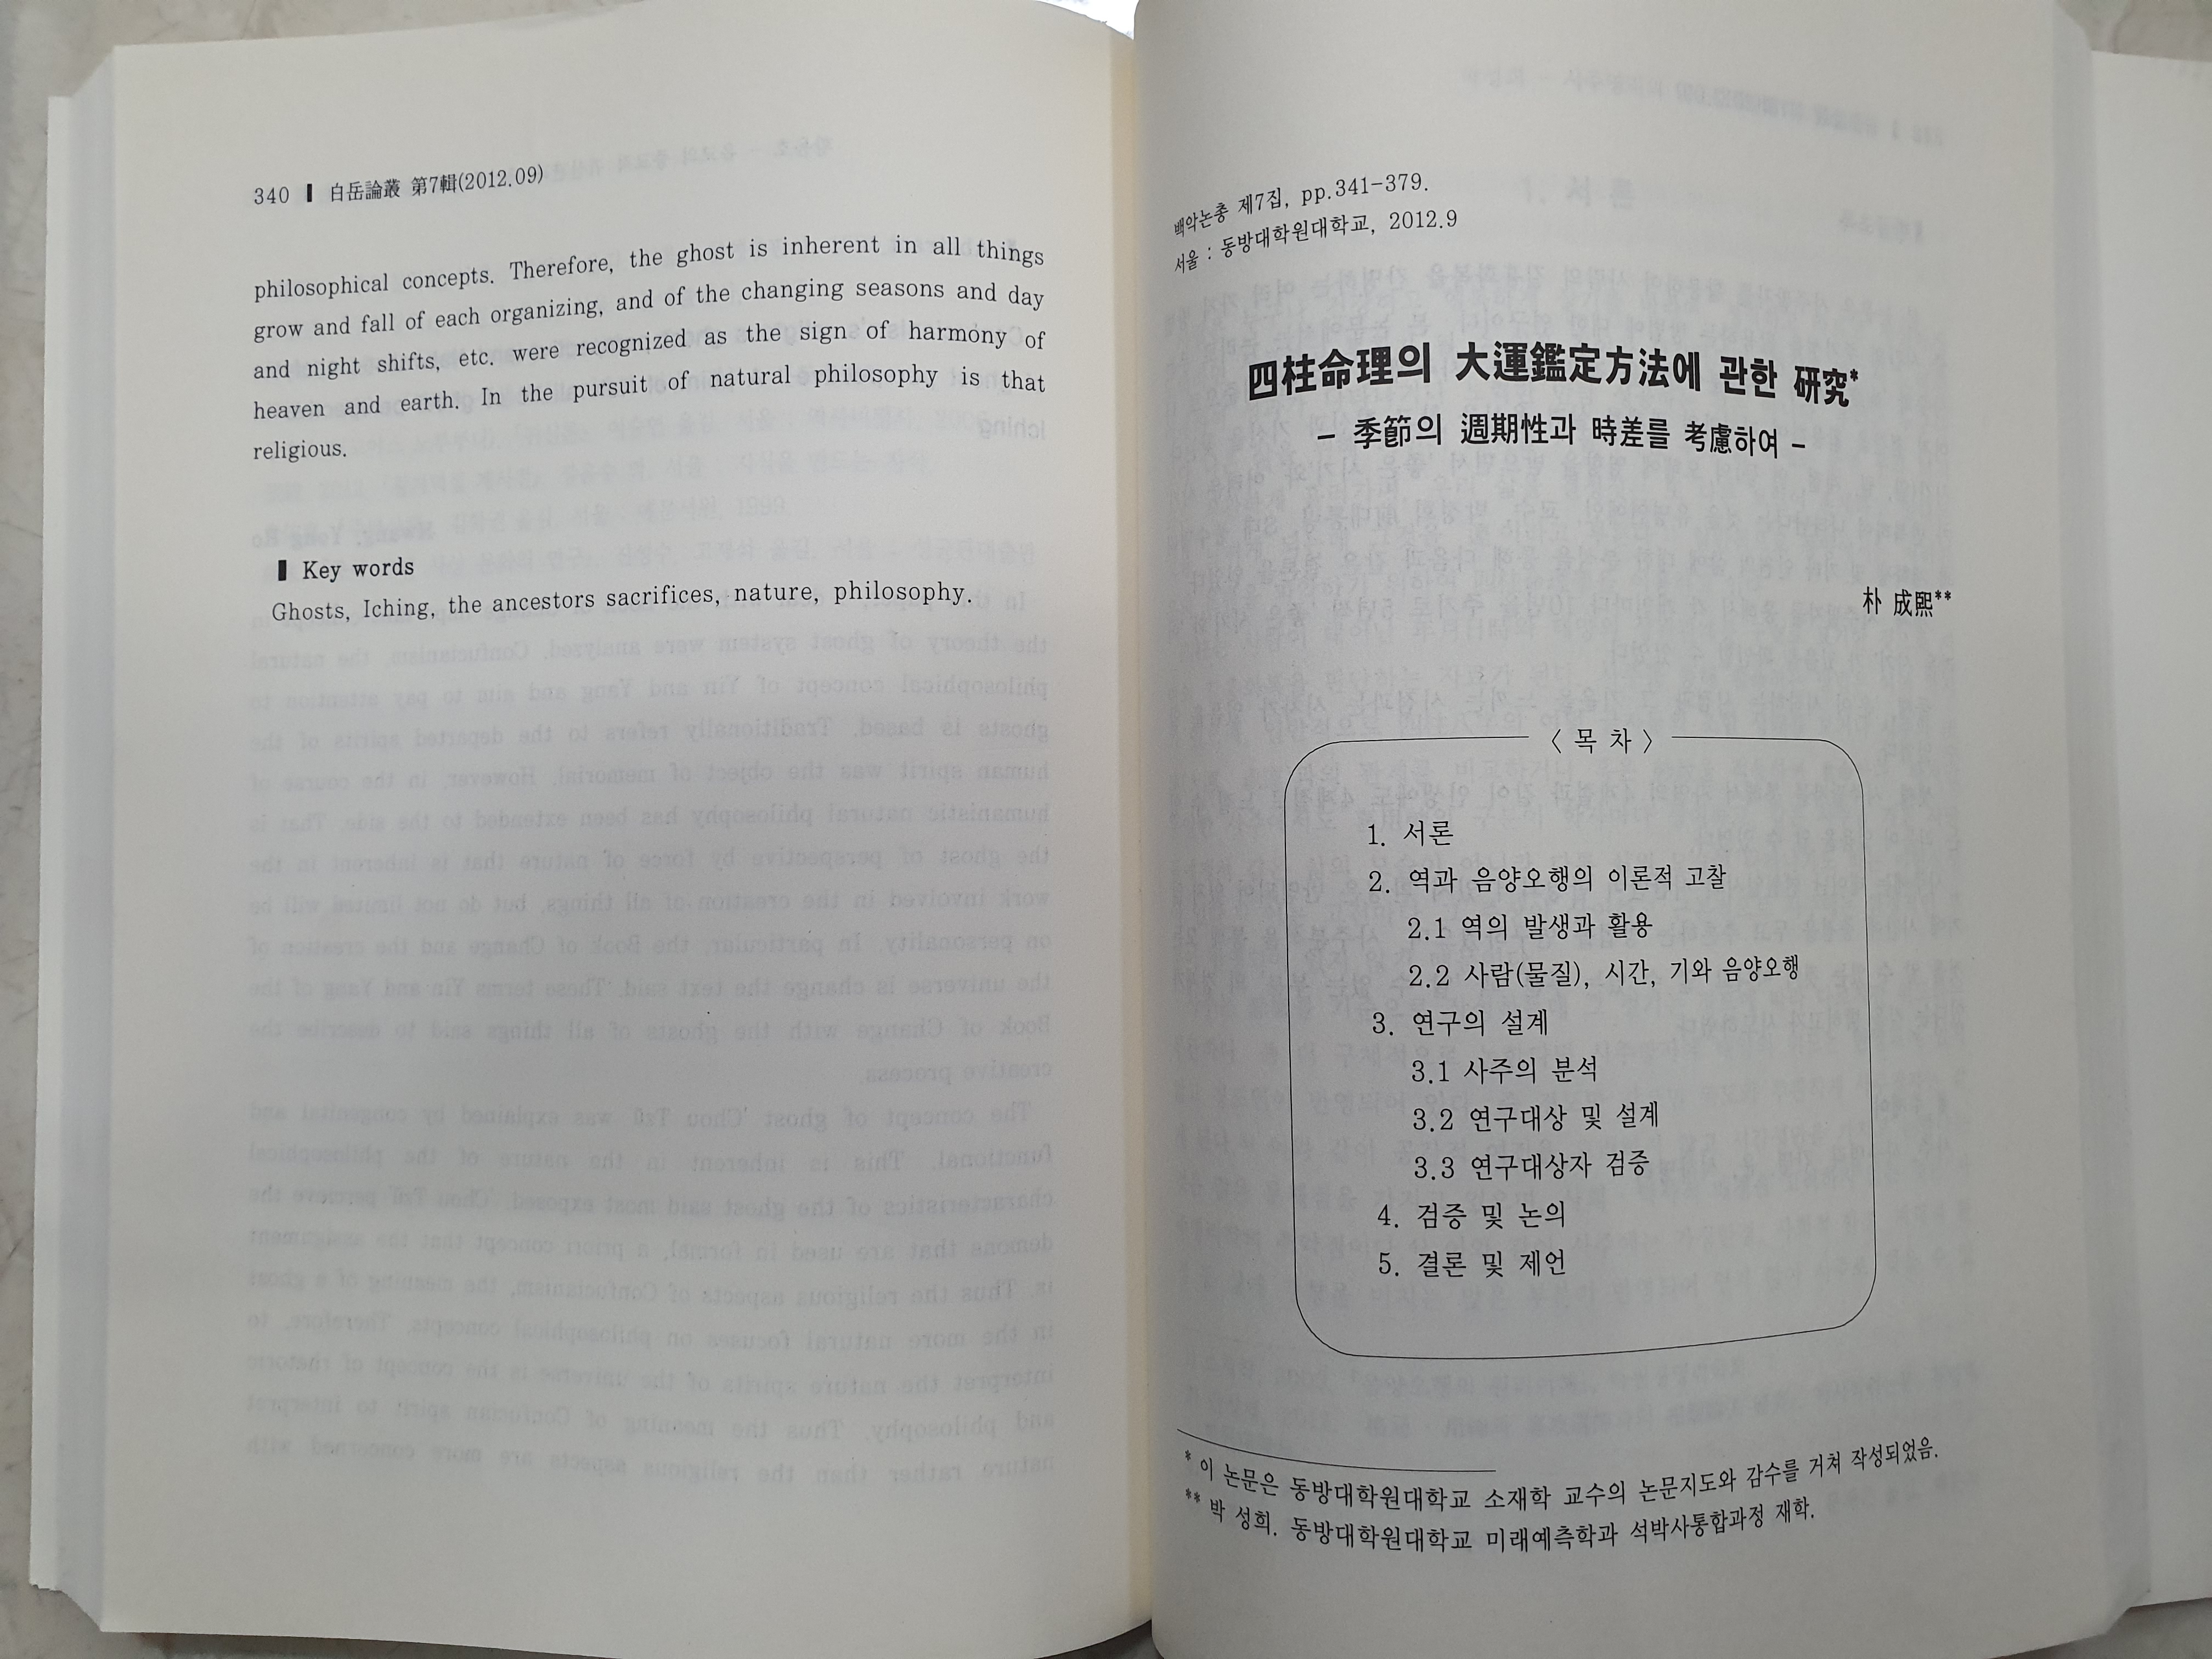 340 ▌ 白岳論叢 第7輯(2012.09)
philosophical concepts. Therefore, the ghost is inherent in all things
grow and fall of each organizing, and of the changing seasons and day
and night shifts, etc. were recognized as the sign of harmony of
heaven and earth. In the pursuit of natural philosophy is that
religious.
▌ Key words
Ghosts, Iching, the ancestors sacrifices, nature, philosophy.
백악논총 제7집, pp.341-379.
서울 : 동방대학원대학교, 2012.9
四柱命理의 大運鑑定方法에 관한 研究*
- 季節의 週期性과 時差를 考慮하여 -
朴 成熙**
〈 목 차 〉
1. 서론
2. 역과 음양오행의 이론적 고찰
2.1 역의 발생과 활용
2.2 사람(물질), 시간, 기와 음양오행
3. 연구의 설계
3.1 사주의 분석
3.2 연구대상 및 설계
3.3 연구대상자 검증
4. 검증 및 논의
5. 결론 및 제언
* 이 논문은 동방대학원대학교 소재학 교수의 논문지도와 감수를 거쳐 작성되었음.
** 박 성희. 동방대학원대학교 미래예측학과 석박사통합과정 재학.